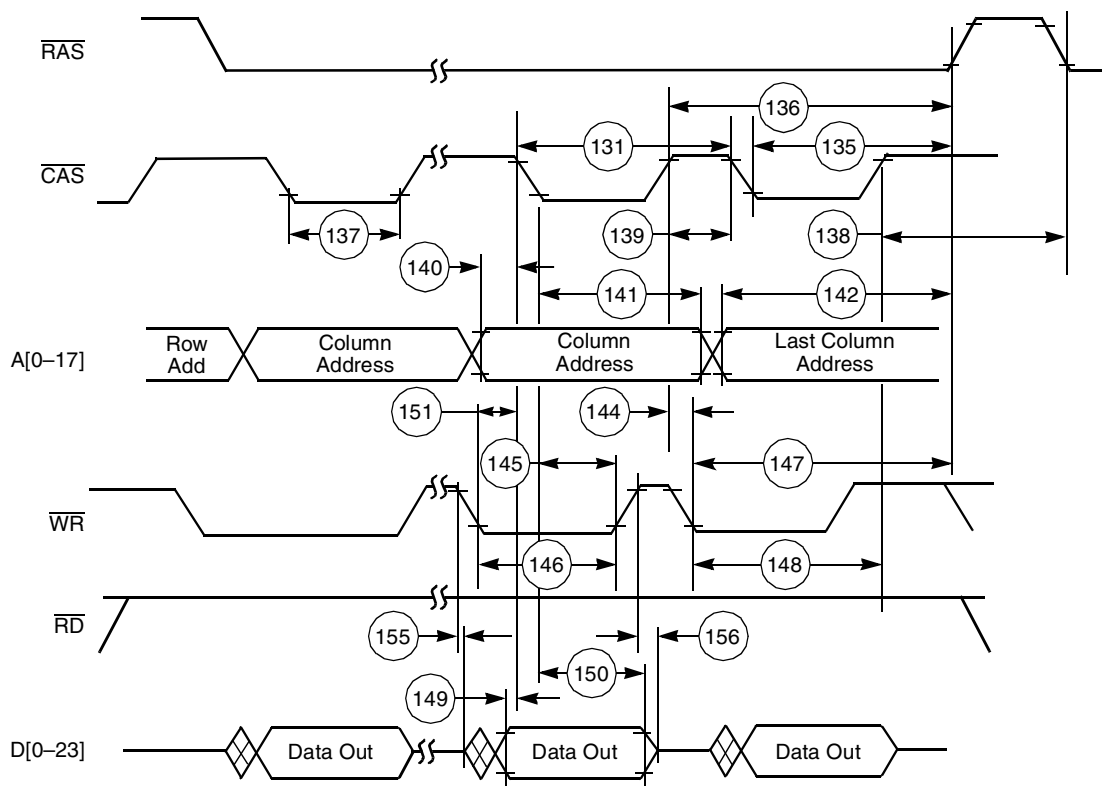 RAS
136
131
135
CAS
137
139
138
140
141
142
A[0–17]
Row
Add
Column
Address
Column
Address
Last Column
Address
151
144
145
147
WR
146
148
RD
155
156
150
149
D[0–23]
Data Out
Data Out
Data Out